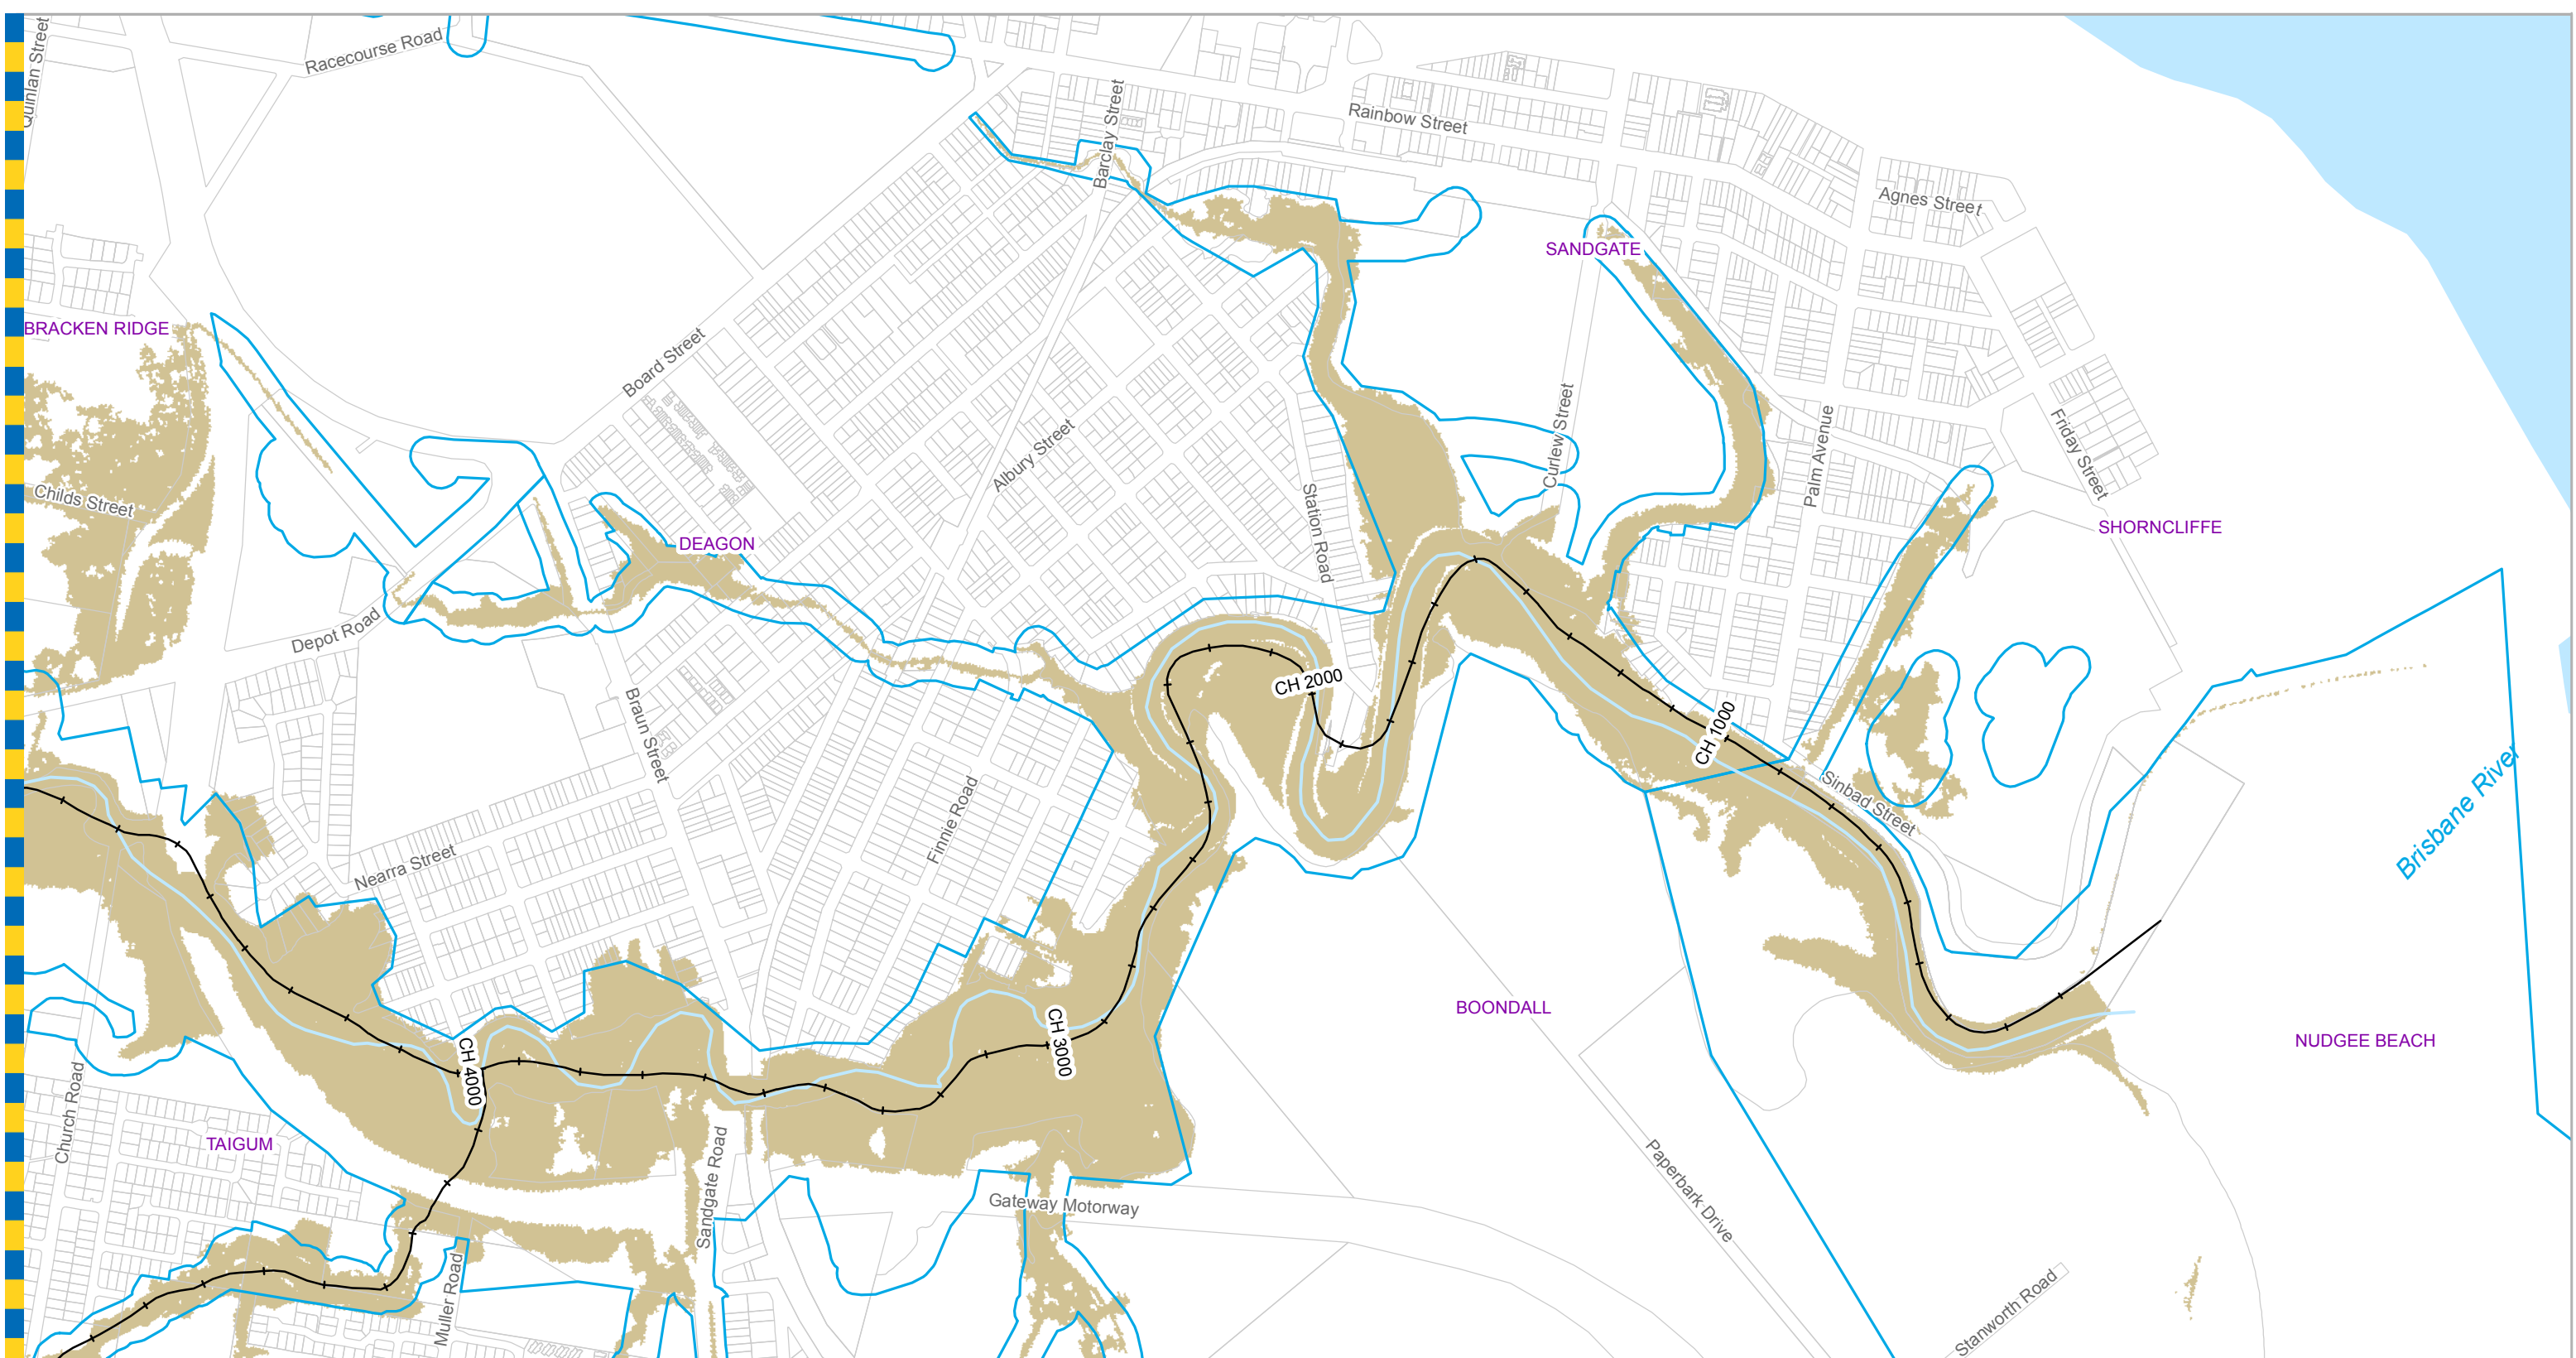 Quinlan Street
Racecourse Road
Barclay Street
Rainbow Street
Agnes Street
SANDGATE
BRACKEN RIDGE
Board Street
Albury Street
Station Road
Curlew Street
Palm Avenue
Friday Street
Childs Street
DEAGON
SHORNCLIFFE
Depot Road
Braun Street
CH 2000
CH 1000
Sinbad Street
Brisbane River
Finnie Road
Nearra Street
BOONDALL
NUDGEE BEACH
CH 4000
CH 3000
Church Road
TAIGUM
Sandgate Road
Gateway Motorway
Paperbark Drive
Muller Road
Stanworth Road